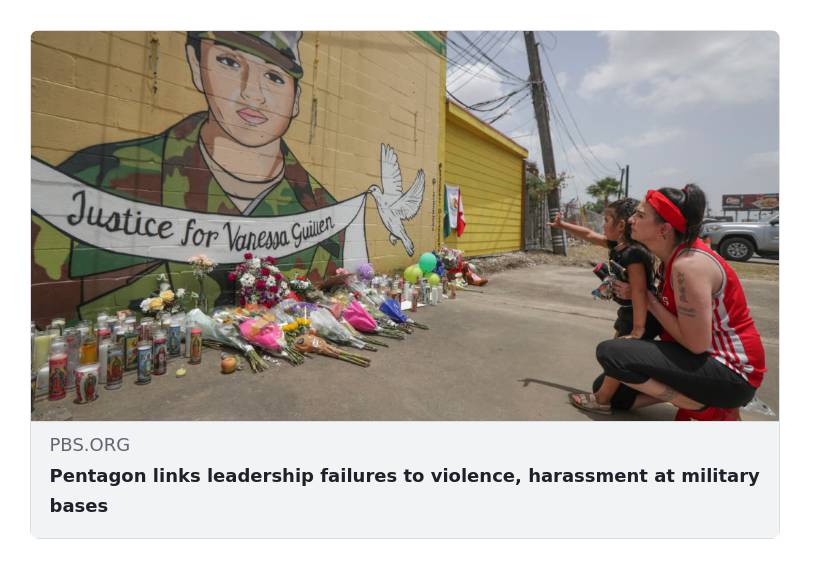 Justice for Vanessa Guillen
PBS.ORG
Pentagon links leadership failures to violence, harassment at military
bases